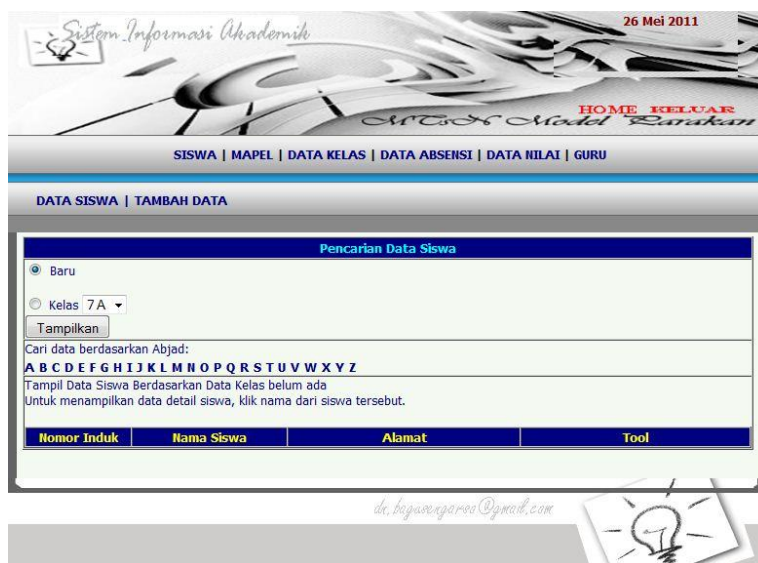 Sistem Informasi Akademik
26 Mei 2011
HOME KELUAR
MTsN Model Parakan
SISWA | MAPEL | DATA KELAS | DATA ABSENSI | DATA NILAI | GURU
DATA SISWA | TAMBAH DATA
Pencarian Data Siswa
Baru
Kelas 7A
Tampilkan
Cari data berdasarkan Abjad:
A B C D E F G H I J K L M N O P Q R S T U V W X Y Z
Tampil Data Siswa Berdasarkan Data Kelas belum ada
Untuk menampilkan data detail siswa, klik nama dari siswa tersebut.
Nomor Induk Nama Siswa Alamat Tool